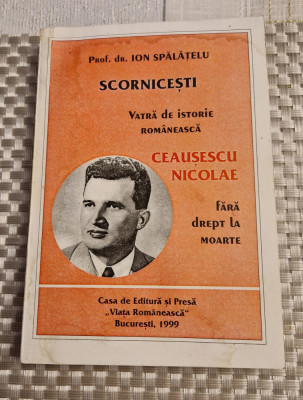 Prof. dr. ION SPĂLĂȚELU
SCORNICEȘTI
VATRĂ DE ISTORIE
ROMÂNEASCĂ
CEAUȘESCU
NICOLAE
FĂRĂ
DREPT LA
MOARTE
Casa de Editură și Presă
„Viața Românească”
București, 1999